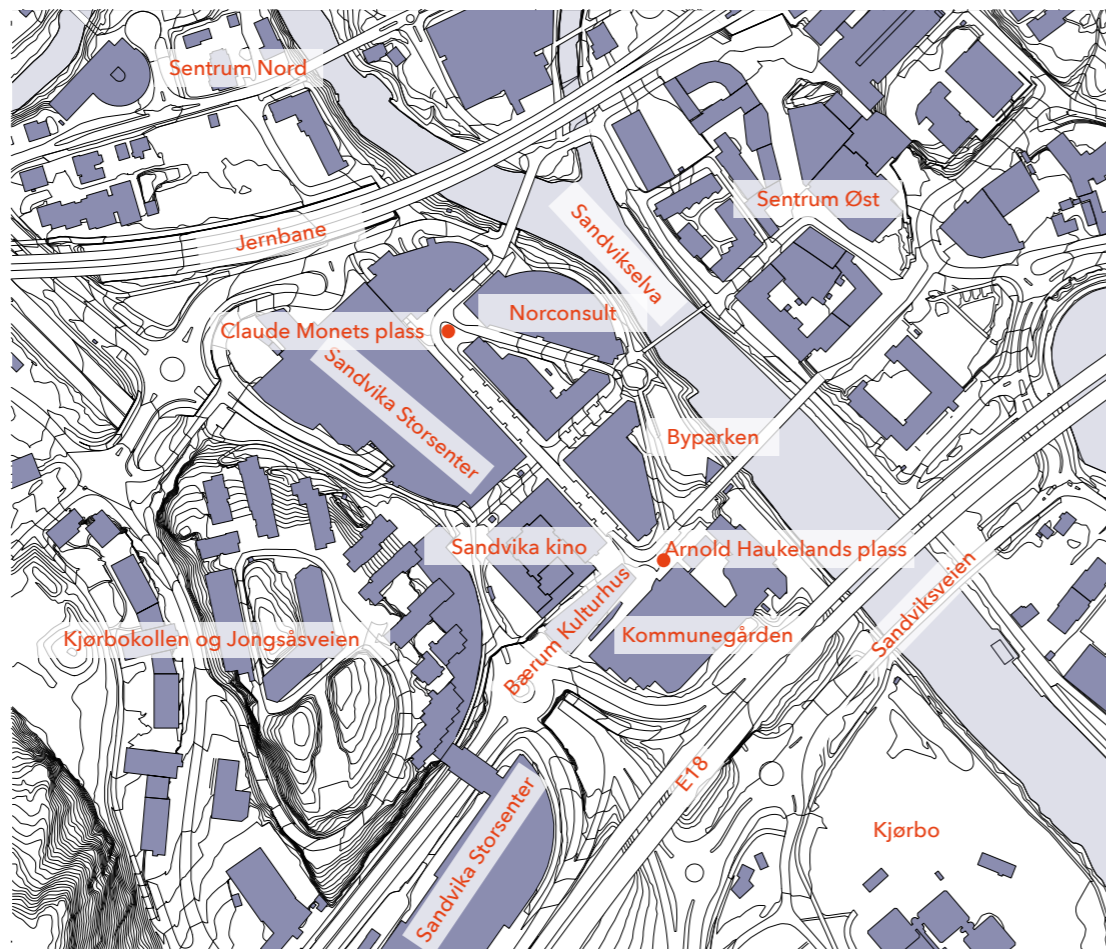 Sentrum Nord
Sentrum Øst
Jernbane
Sandvikselva
Norconsult
Claude Monets plass
Sandvika Storsenter
Byparken
Sandvika kino
Arnold Haukelands plass
Bærum Kulturhus
Kommunegården
Sandviksveien
Kjørbokollen og Jongsåsveien
E18
Kjørbo
Sandvika Storsenter